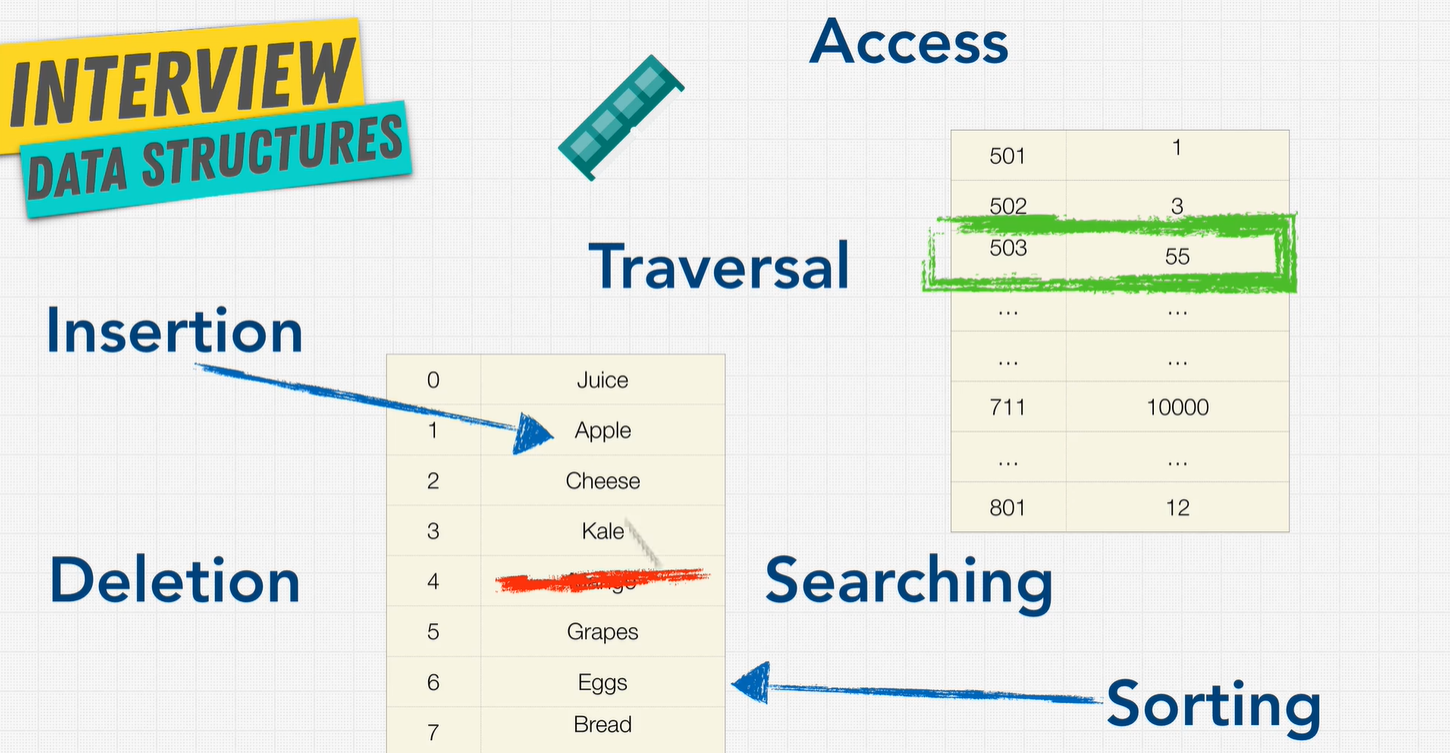 INTERVIEW
DATA STRUCTURES
Access
Traversal
Insertion
Deletion
Searching
Sorting
0 Juice
1 Apple
2 Cheese
3 Kale
4
5 Grapes
6 Eggs
7 Bread
501 1
502 3
503 55
... ...
... ...
711 10000
... ...
801 12